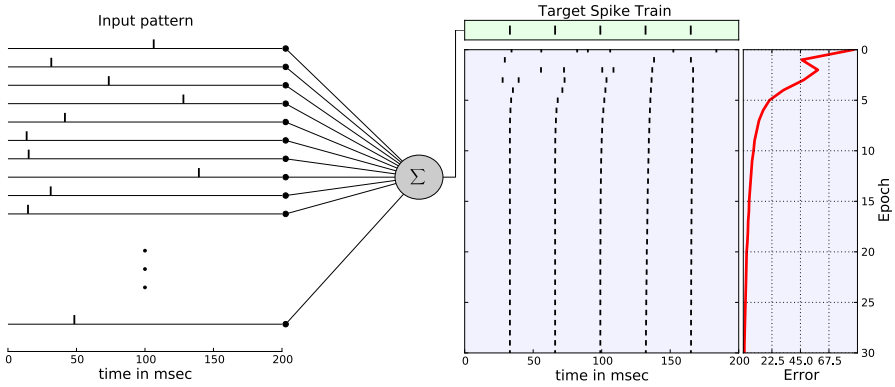 Input pattern
Target Spike Train
Σ
0
5
10
15
20
25
30
Epoch
0 50 100 150 200
time in msec
0 50 100 150 200
time in msec
22.5 45.0 67.5
Error